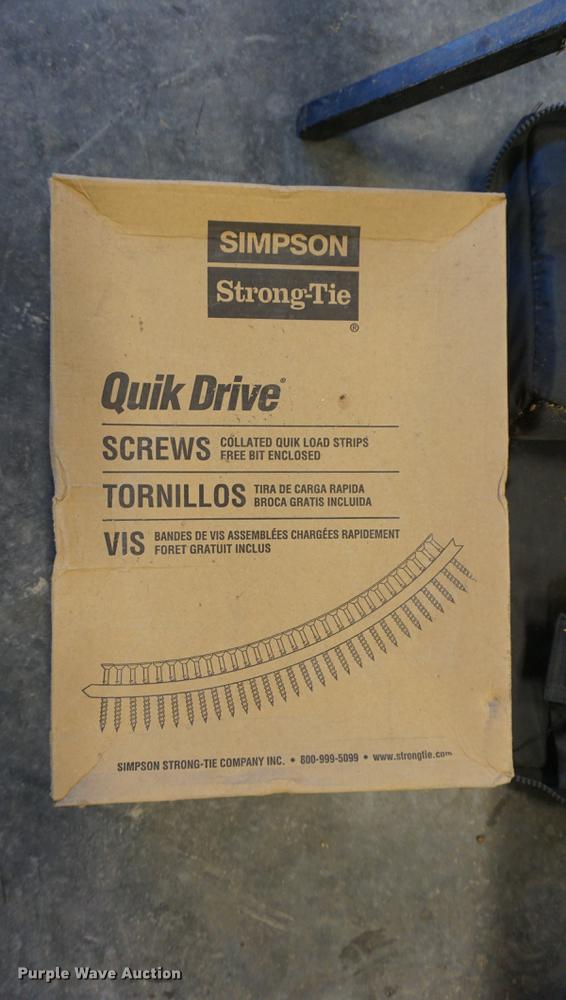 SIMPSON
Strong-Tie
®
Quik Drive®
SCREWS COLLATED QUIK LOAD STRIPS
FREE BIT ENCLOSED
TORNILLOS TIRA DE CARGA RAPIDA
BROCA GRATIS INCLUIDA
VIS BANDES DE VIS ASSEMBLÉES CHARGÉES RAPIDEMENT
FORET GRATUIT INCLUS
SIMPSON STRONG-TIE COMPANY INC. • 800-999-5099 • www.strongtie.com
Purple Wave Auction